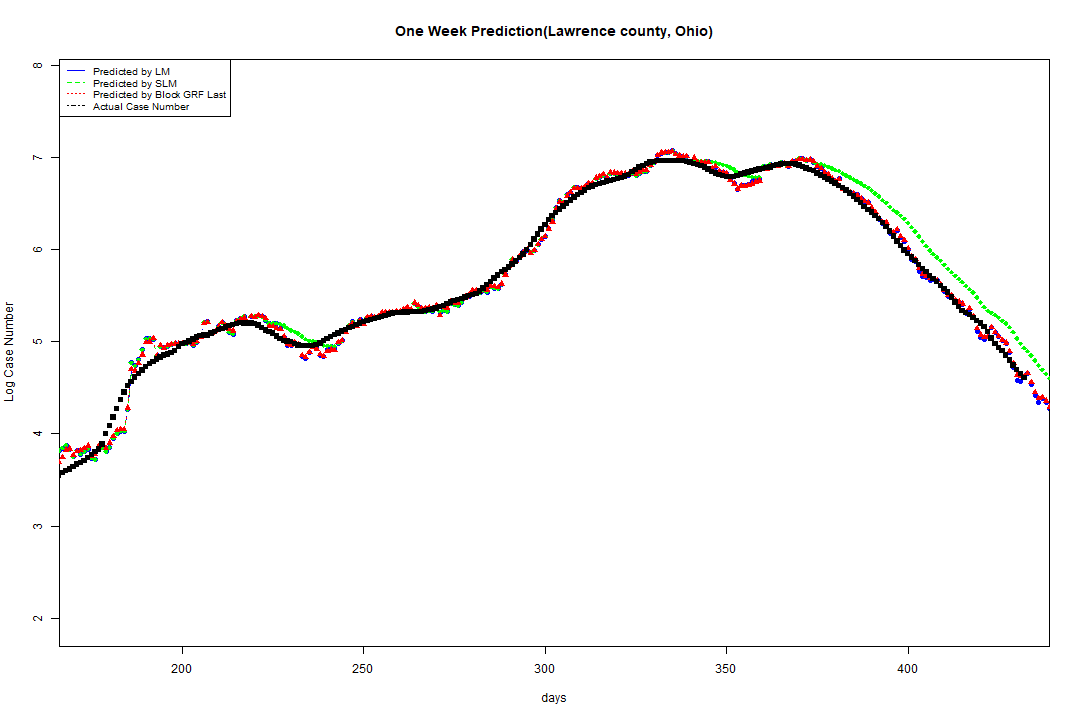 One Week Prediction(Lawrence county, Ohio)
Predicted by LM
Predicted by SLM
Predicted by Block GRF Last
Actual Case Number
8
7
6
5
4
3
2
Log Case Number
200
250
300
350
400
days